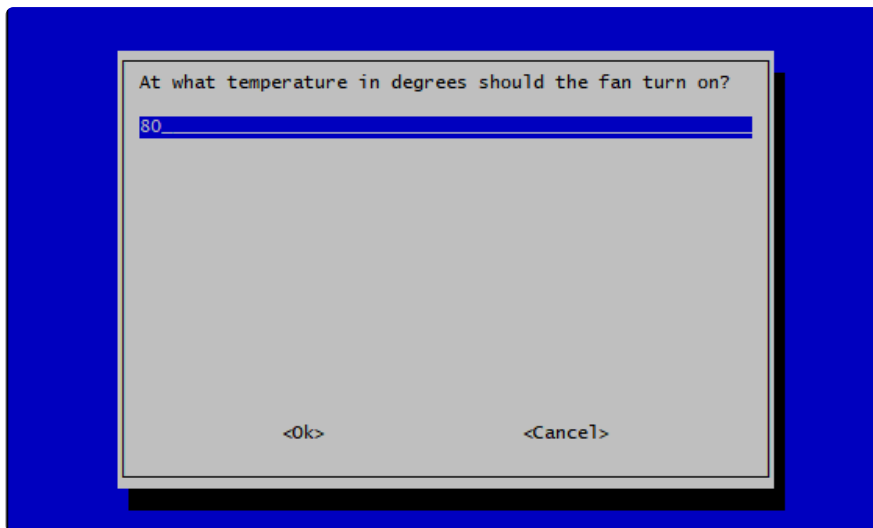 At what temperature in degrees should the fan turn on?
80
<Ok> <Cancel>